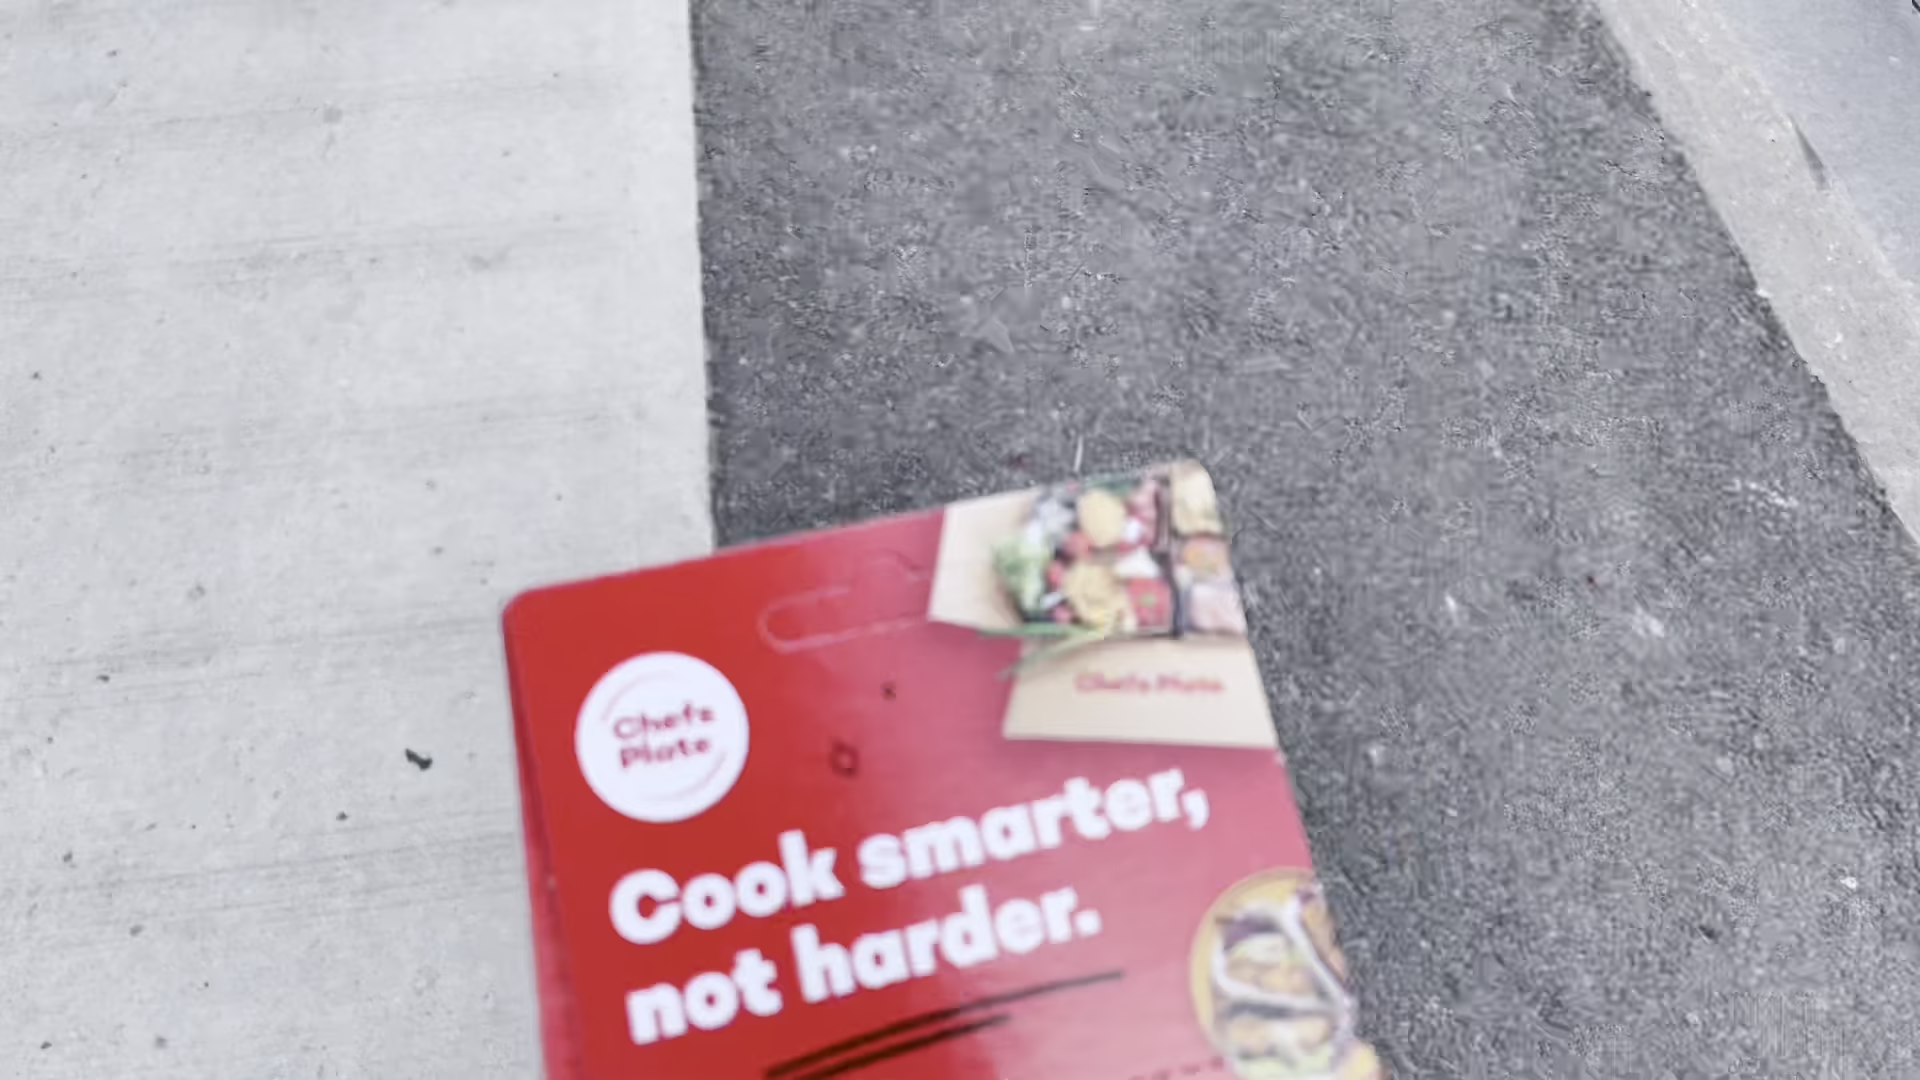 Chefs Plate
Chefs
Plate
Cook smarter,
not harder.